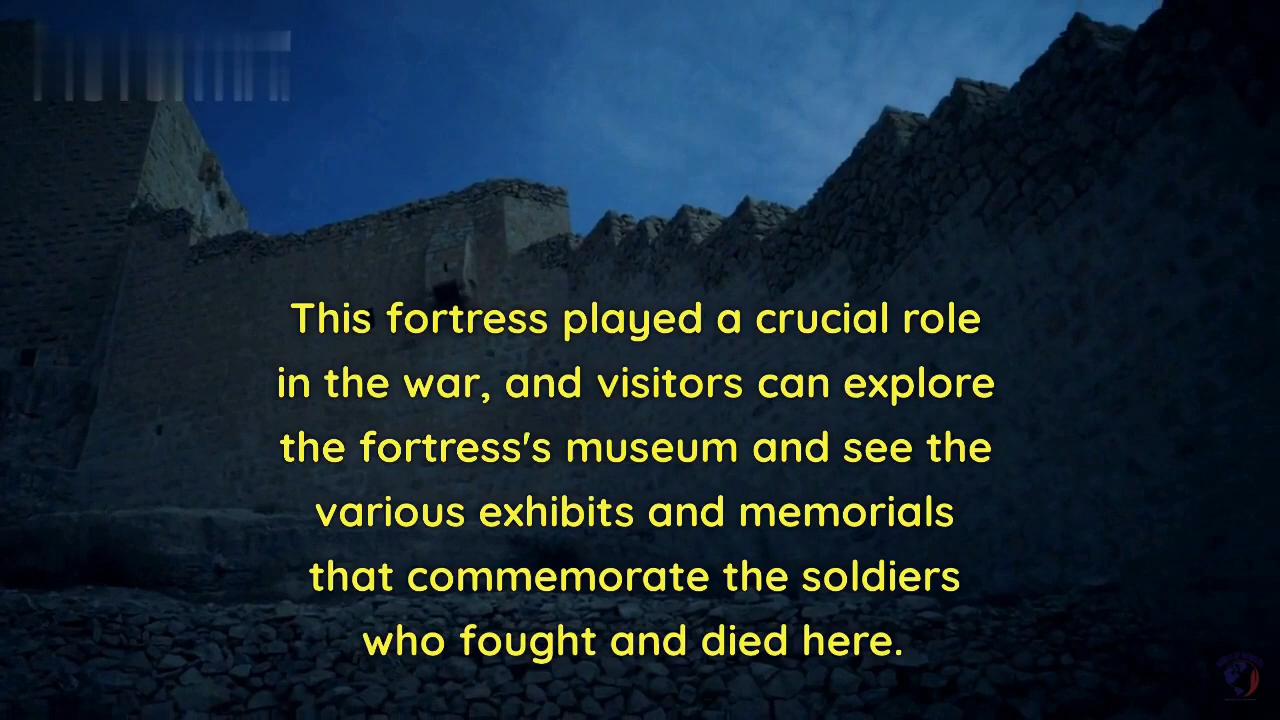 This fortress played a crucial role
in the war, and visitors can explore
the fortress's museum and see the
various exhibits and memorials
that commemorate the soldiers
who fought and died here.